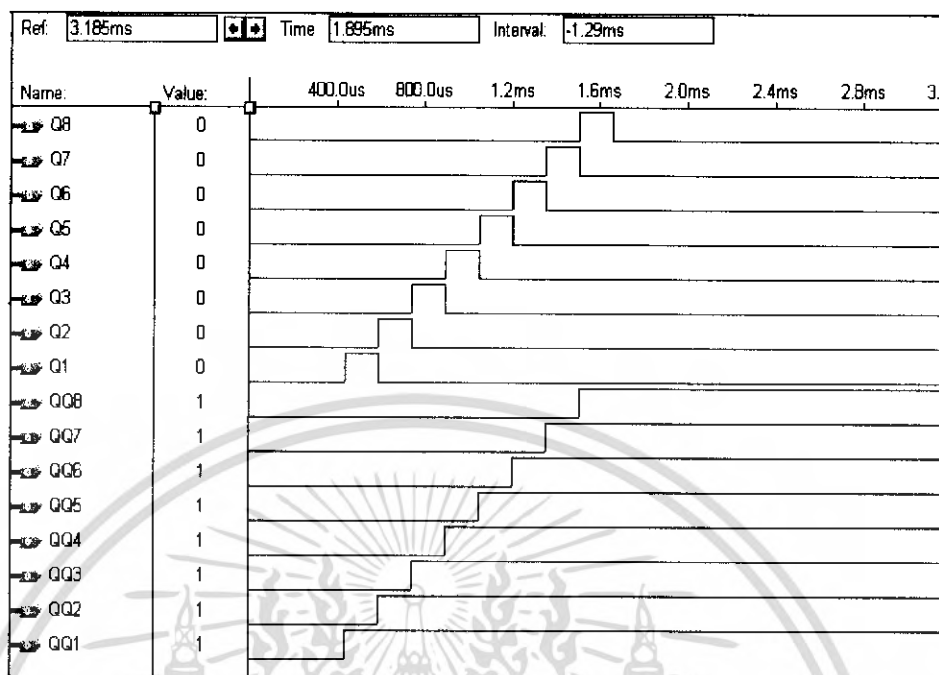 Ref: 3.185ms Time 1.895ms Interval: -1.29ms
Name: Value: 400.0us 800.0us 1.2ms 1.6ms 2.0ms 2.4ms 2.8ms 3.
Q8 0
Q7 0
Q6 0
Q5 0
Q4 0
Q3 0
Q2 0
Q1 0
QQ8 1
QQ7 1
QQ6 1
QQ5 1
QQ4 1
QQ3 1
QQ2 1
QQ1 1